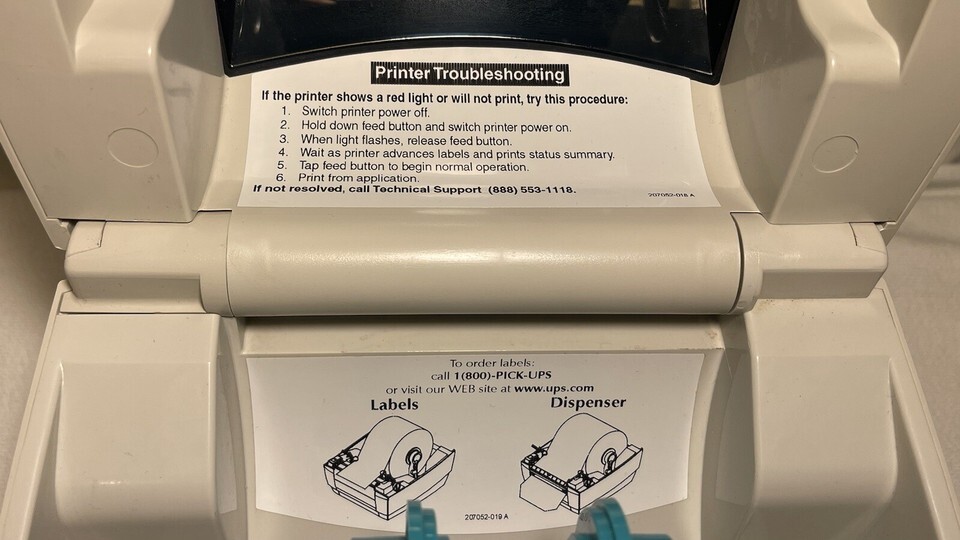 Printer Troubleshooting
If the printer shows a red light or will not print, try this procedure:
1. Switch printer power off.
2. Hold down feed button and switch printer power on.
3. When light flashes, release feed button.
4. Wait as printer advances labels and prints status summary.
5. Tap feed button to begin normal operation.
6. Print from application.
If not resolved, call Technical Support (888) 553-1118.
207052-018 A
To order labels:
call 1(800)-PICK-UPS
or visit our WEB site at www.ups.com
Labels Dispenser
207052-019 A